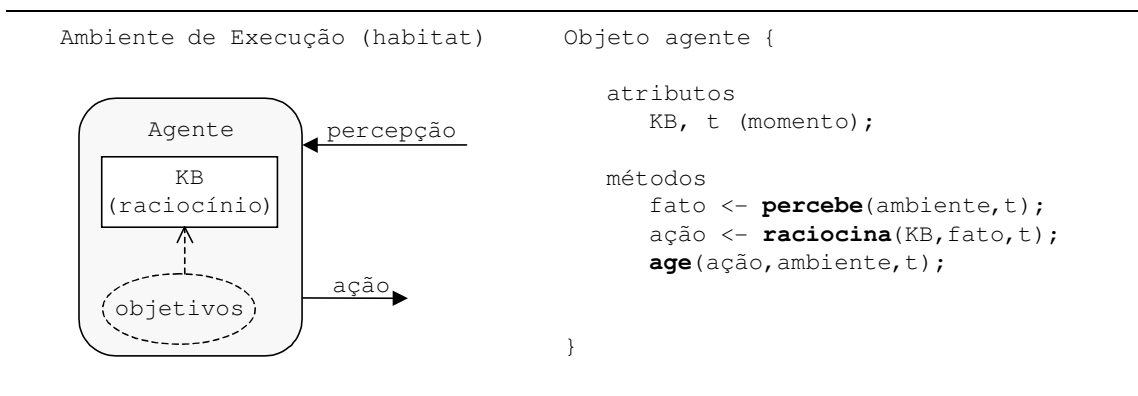 Ambiente de Execução (habitat)
Agente
percepção
KB
(raciocínio)
objetivos
ação
Objeto agente {
atributos
KB, t (momento);
métodos
fato <- percebe(ambiente,t);
ação <- raciocina(KB,fato,t);
age(ação,ambiente,t);
}